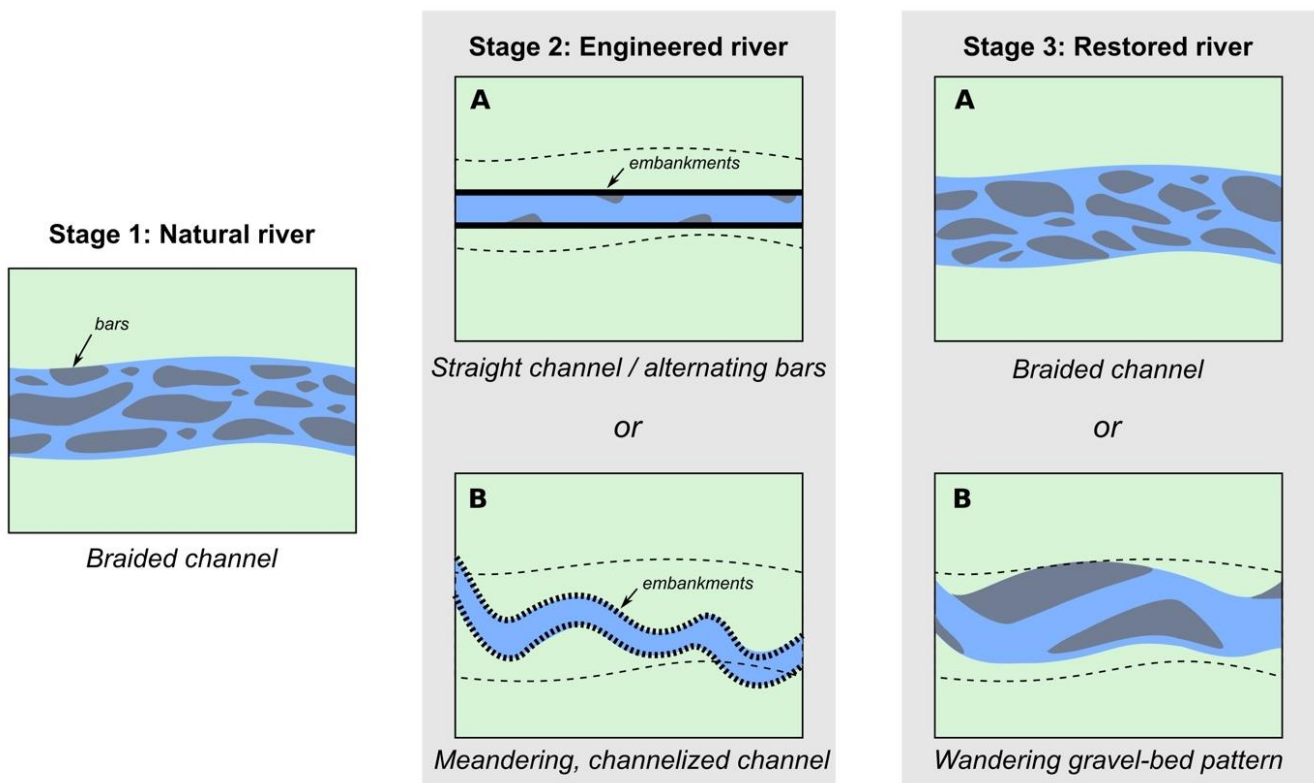 Stage 1: Natural river
bars
Braided channel
Stage 2: Engineered river
A
embankments
Straight channel / alternating bars
or
B
embankments
Meandering, channelized channel
Stage 3: Restored river
A
Braided channel
or
B
Wandering gravel-bed pattern